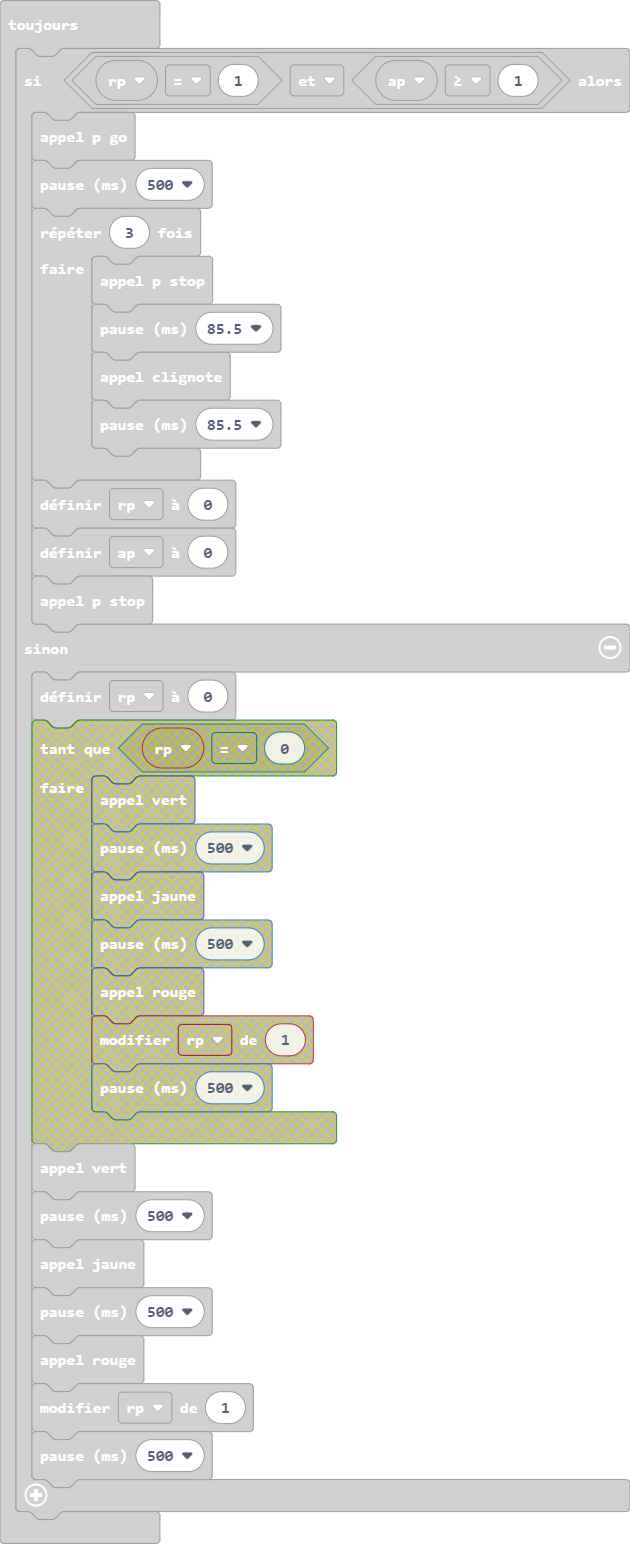 toujours
si rp = 1 et ap ≥ 1 alors
appel p go
pause (ms) 500
répéter 3 fois
faire
appel p stop
pause (ms) 85.5
appel clignote
pause (ms) 85.5
définir rp à 0
définir ap à 0
appel p stop
sinon
définir rp à 0
tant que rp = 0
faire
appel vert
pause (ms) 500
appel jaune
pause (ms) 500
appel rouge
modifier rp de 1
pause (ms) 500
appel vert
pause (ms) 500
appel jaune
pause (ms) 500
appel rouge
modifier rp de 1
pause (ms) 500